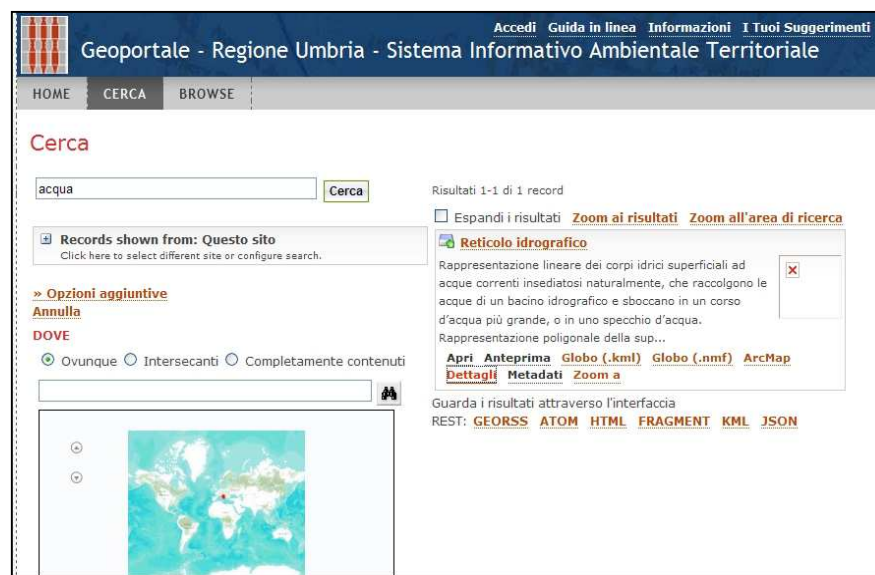 Accedi Guida in linea Informazioni I Tuoi Suggerimenti
Geoportale - Regione Umbria - Sistema Informativo Ambientale Territoriale
HOME CERCA BROWSE
Cerca
acqua Cerca
Records shown from: Questo sito
Click here to select different site or configure search.
» Opzioni aggiuntive
Annulla
DOVE
Ovunque Intersecanti Completamente contenuti
Risultati 1-1 di 1 record
Espandi i risultati Zoom ai risultati Zoom all'area di ricerca
Reticolo idrografico
Rappresentazione lineare dei corpi idrici superficiali ad
acque correnti insediatosi naturalmente, che raccolgono le
acque di un bacino idrografico e sboccano in un corso
d'acqua più grande, o in uno specchio d'acqua.
Rappresentazione poligonale della sup...
Apri Anteprima Globo (.kml) Globo (.nmf) ArcMap
Dettagli Metadati Zoom a
Guarda i risultati attraverso l'interfaccia
REST: GEORSS ATOM HTML FRAGMENT KML JSON